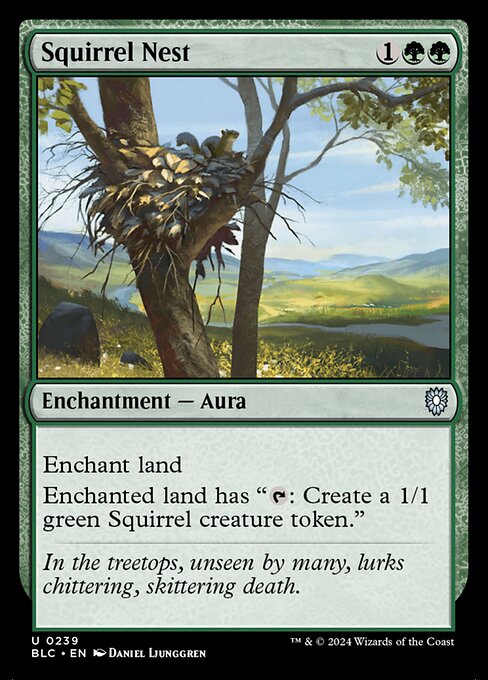 Squirrel Nest 1
Enchantment — Aura
Enchant land
Enchanted land has “: Create a 1/1
green Squirrel creature token.”
In the treetops, unseen by many, lurks
chittering, skittering death.
U 0239
BLC • EN Daniel Ljunggren
™ & © 2024 Wizards of the Coast